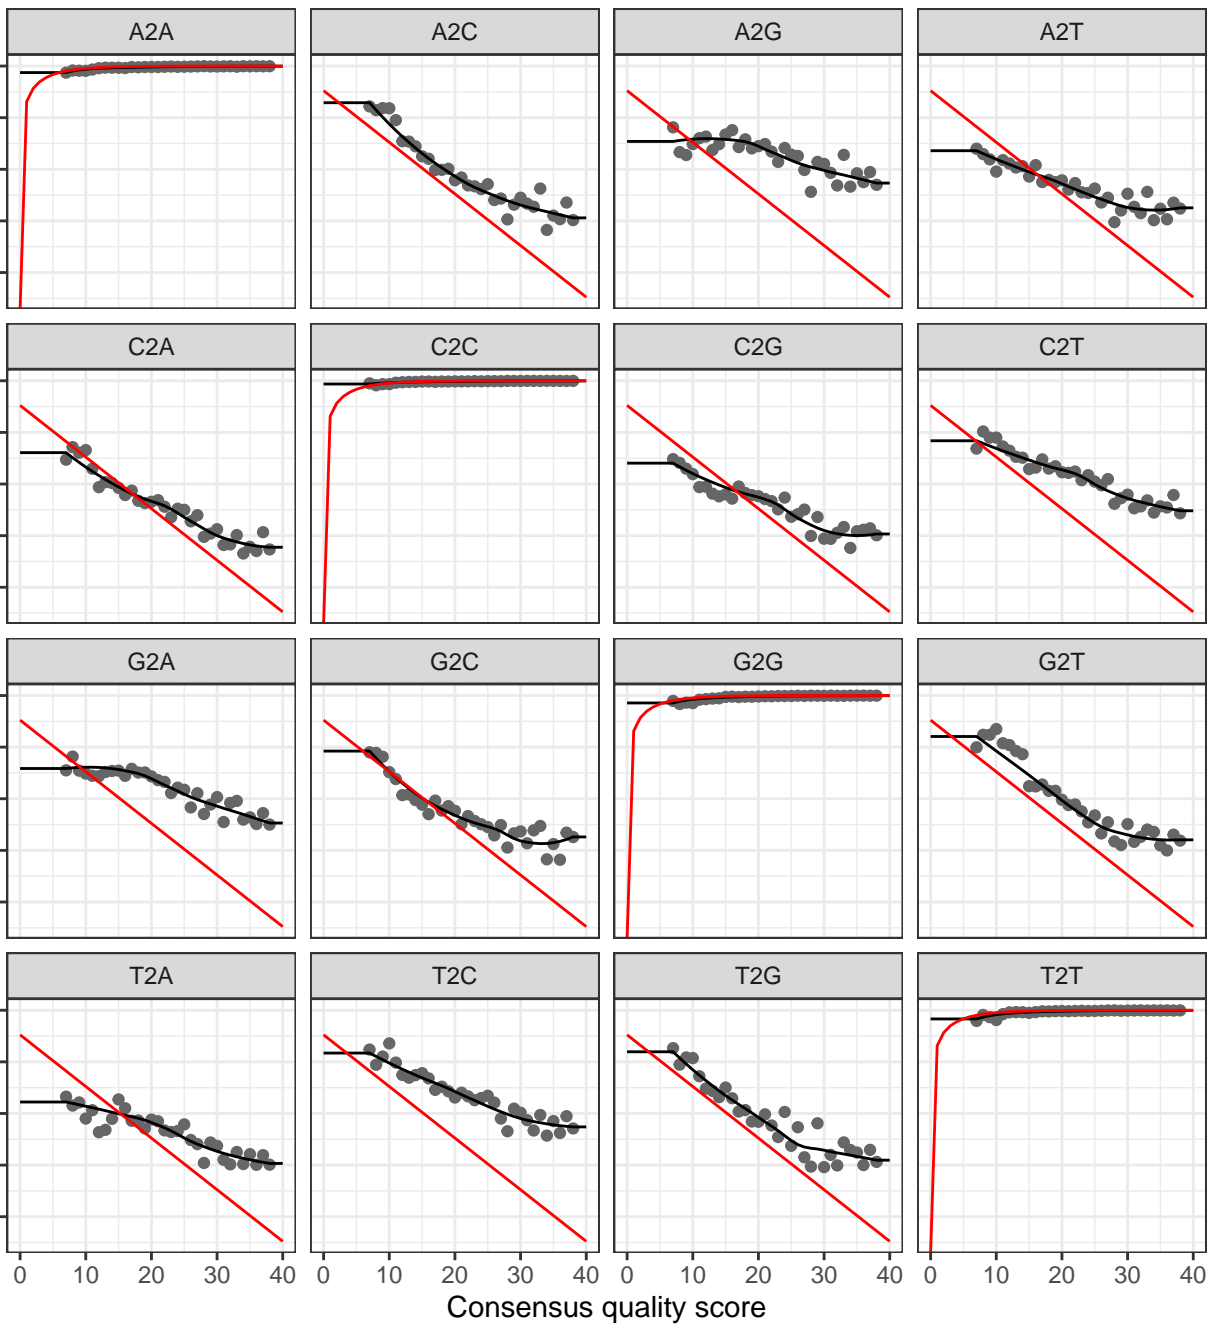 A2A A2C A2G A2T
C2A C2C C2G C2T
G2A G2C G2G G2T
T2A T2C T2G T2T
0 10 20 30 40 0 10 20 30 40 0 10 20 30 40 0 10 20 30 40
Consensus quality score